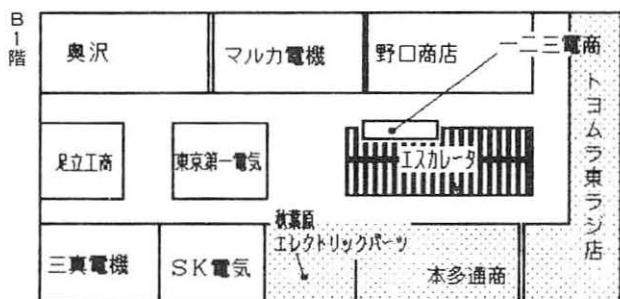 B1階
奥沢
マルカ電機
野口商店
一二三電商
トヨムラ東ラジ店
足立工商
東京第一電気
エスカレータ
秋葉原
エレクトリックパーツ
三真電機
SK電気
本多通商